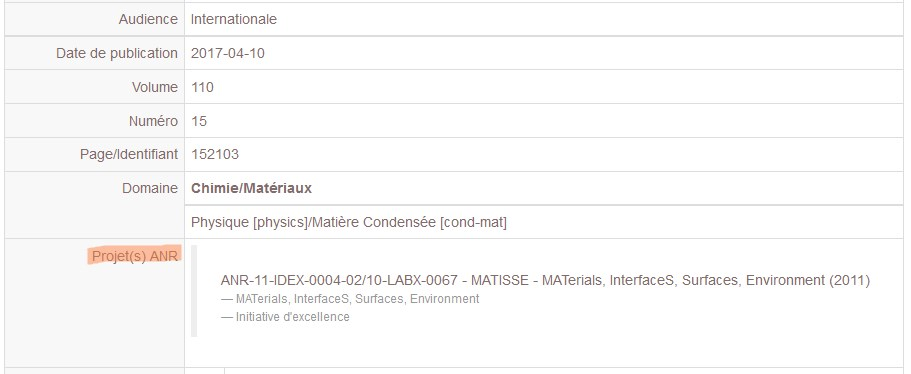 Audience Internationale
Date de publication 2017-04-10
Volume 110
Numéro 15
Page/Identifiant 152103
Domaine Chimie/Matériaux
Physique [physics]/Matière Condensée [cond-mat]
Projet(s) ANR
ANR-11-IDEX-0004-02/10-LABX-0067 - MATISSE - MATerials, InterfaceS, Surfaces, Environment (2011)
— MATerials, InterfaceS, Surfaces, Environment
— Initiative d'excellence